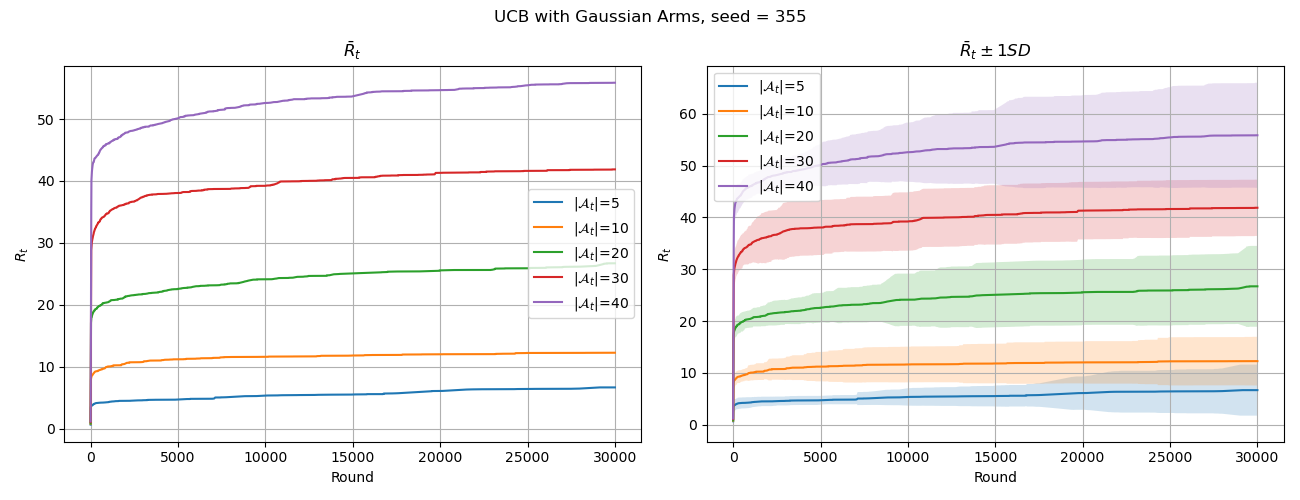 UCB with Gaussian Arms, seed = 355
R̄ₜ
Rₜ
50
40
30
20
10
0
|𝒜ₜ|=5
|𝒜ₜ|=10
|𝒜ₜ|=20
|𝒜ₜ|=30
|𝒜ₜ|=40
0 5000 10000 15000 20000 25000 30000
Round
R̄ₜ ± 1SD
Rₜ
60
50
40
30
20
10
0
|𝒜ₜ|=5
|𝒜ₜ|=10
|𝒜ₜ|=20
|𝒜ₜ|=30
|𝒜ₜ|=40
0 5000 10000 15000 20000 25000 30000
Round